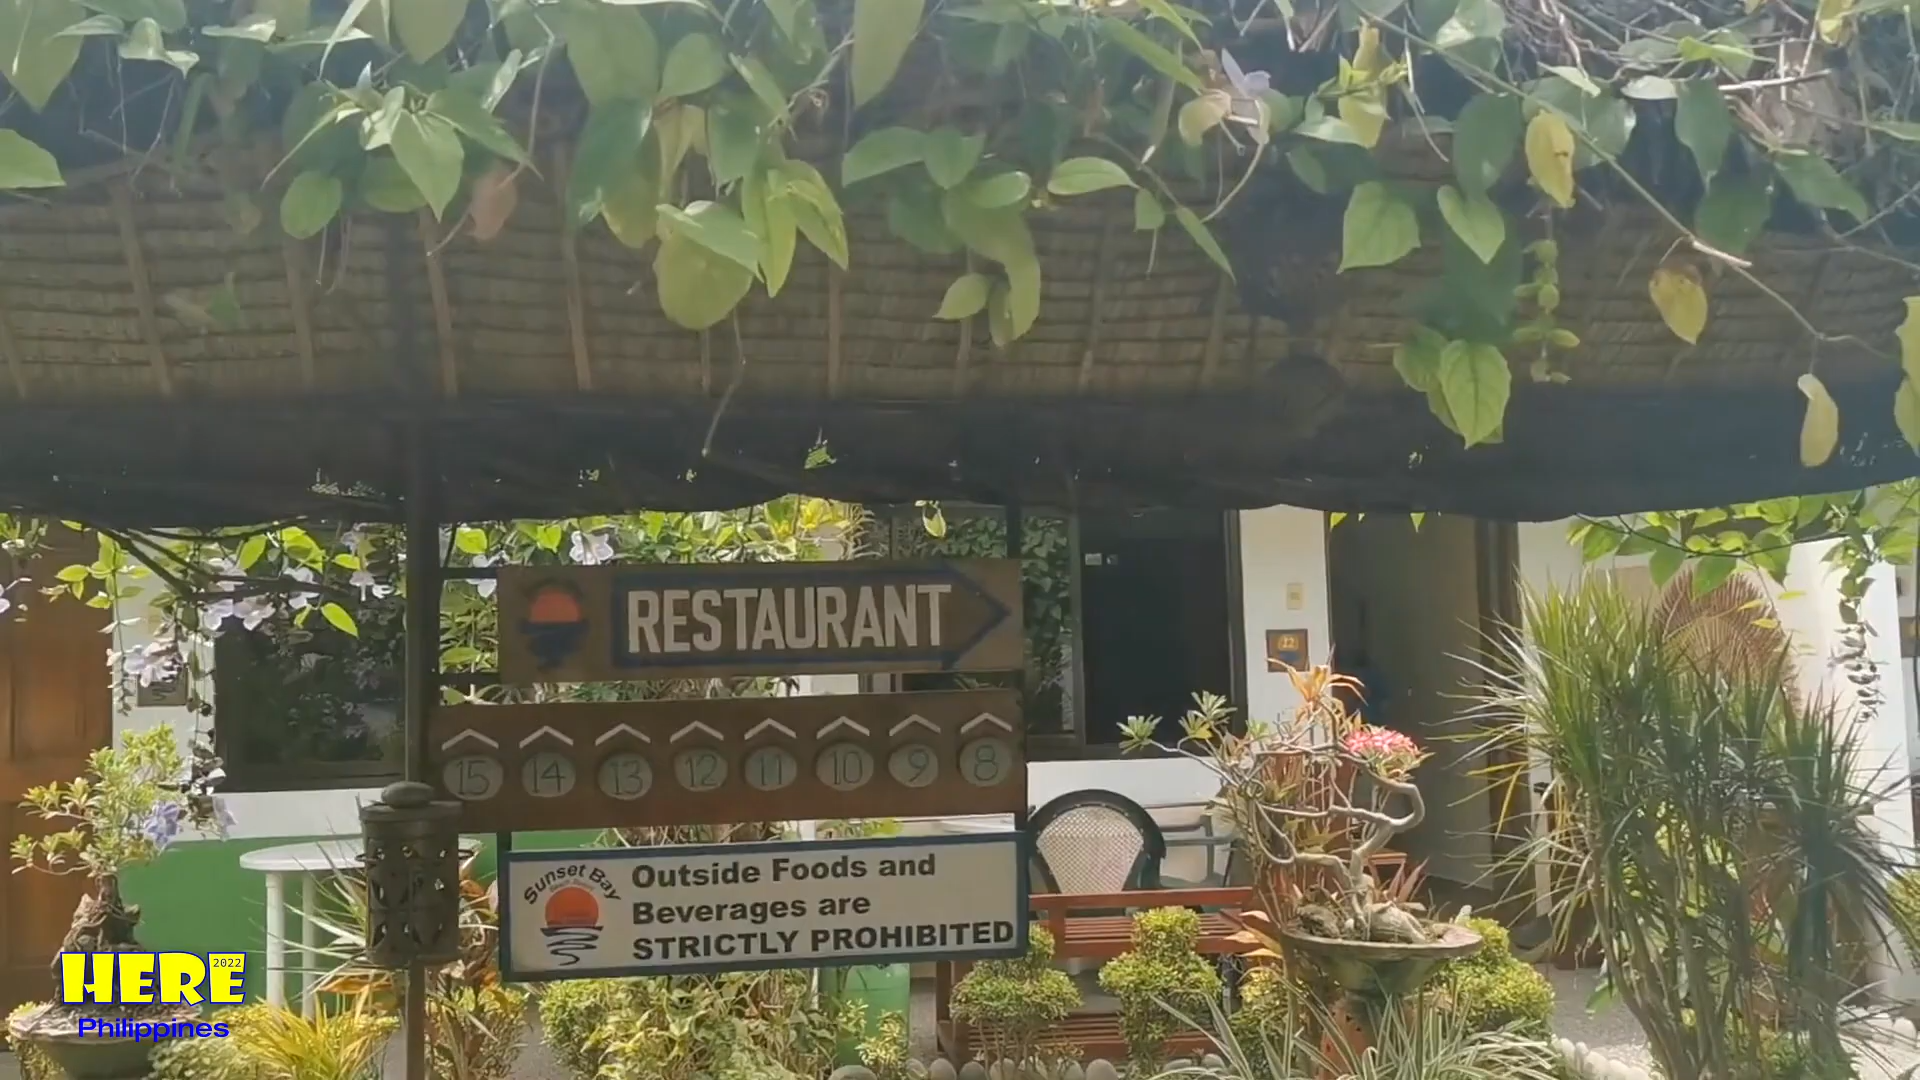 RESTAURANT
15 14 13 12 11 10 9 8
12
Sunset Bay
Outside Foods and
Beverages are
STRICTLY PROHIBITED
HERE 2022
Philippines